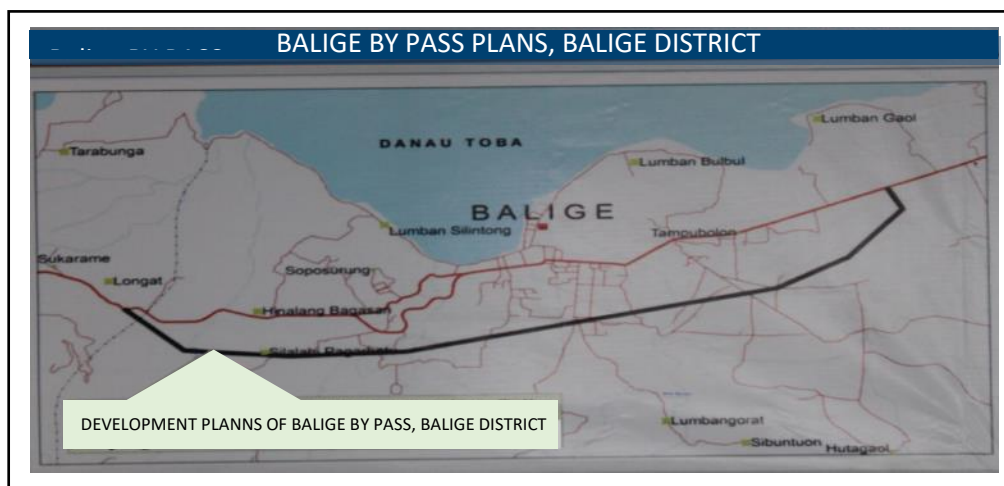 BALIGE BY PASS PLANS, BALIGE DISTRICT
DANAU TOBA
Lumban Gaol
Tarabunga
Lumban Bulbul
BALIGE
Lumban Silintong
Tampubolon
Sukarame
Soposurung
Longat
Hinalang Bagasan
Silalahi
DEVELOPMENT PLANNS OF BALIGE BY PASS, BALIGE DISTRICT
Lumbangorat
Sibuntuon
Hutagaol